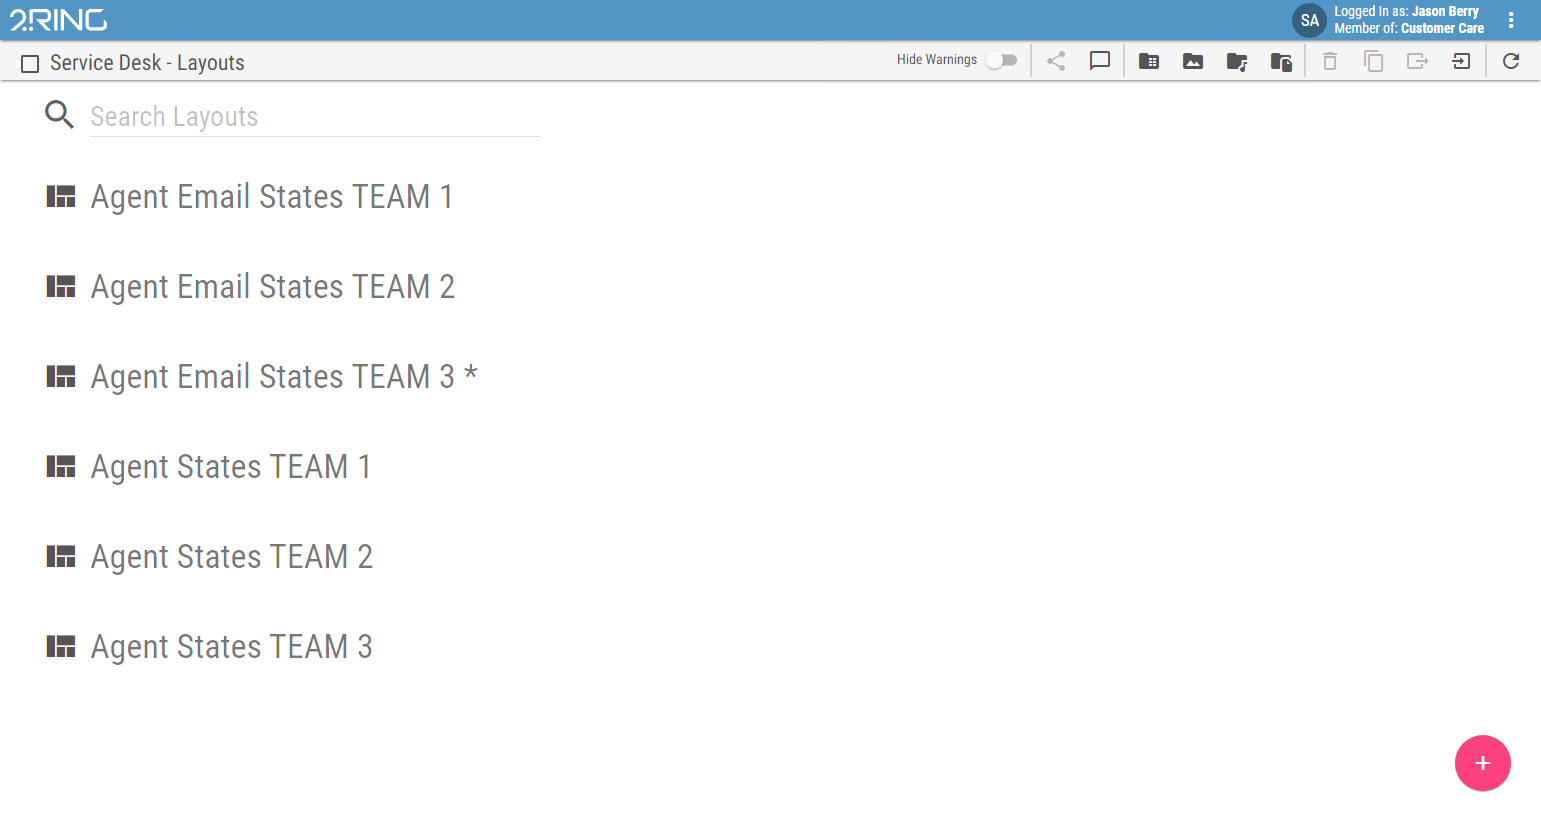 2RING
SA
Logged In as: Jason Berry
Member of: Customer Care
Service Desk - Layouts
Hide Warnings
Search Layouts
Agent Email States TEAM 1
Agent Email States TEAM 2
Agent Email States TEAM 3 *
Agent States TEAM 1
Agent States TEAM 2
Agent States TEAM 3
+